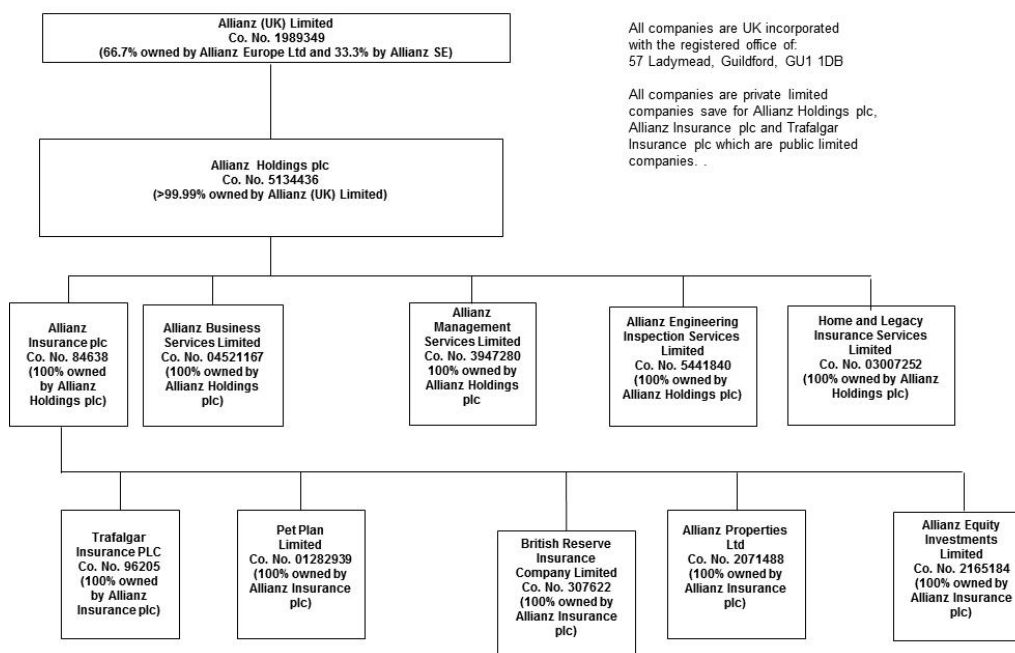 Allianz (UK) Limited
Co. No. 1989349
(66.7% owned by Allianz Europe Ltd and 33.3% by Allianz SE)
All companies are UK incorporated
with the registered office of:
57 Ladymead, Guildford, GU1 1DB
All companies are private limited
companies save for Allianz Holdings plc,
Allianz Insurance plc and Trafalgar
Insurance plc which are public limited
companies. .
Allianz Holdings plc
Co. No. 5134436
(>99.99% owned by Allianz (UK) Limited)
Allianz
Insurance plc
Co. No. 84638
(100% owned
by Allianz
Holdings plc)
Allianz Business
Services Limited
Co. No. 04521167
(100% owned by
Allianz Holdings
plc)
Allianz
Management
Services Limited
Co. No. 3947280
100% owned by
Allianz Holdings
plc
Allianz Engineering
Inspection Services
Limited
Co. No. 5441840
(100% owned by
Allianz Holdings plc)
Home and Legacy
Insurance Services
Limited
Co. No. 03007252
(100% owned by Allianz
Holdings plc)
Trafalgar
Insurance PLC
Co. No. 96205
(100% owned
by Allianz
Insurance plc)
Pet Plan
Limited
Co. No. 01282939
(100% owned by
Allianz Insurance
plc)
British Reserve
Insurance
Company Limited
Co. No. 307622
(100% owned by
Allianz Insurance
plc)
Allianz Properties
Ltd
Co. No. 2071488
(100% owned by
Allianz Insurance
plc)
Allianz Equity
Investments
Limited
Co. No. 2165184
(100% owned by
Allianz Insurance plc)